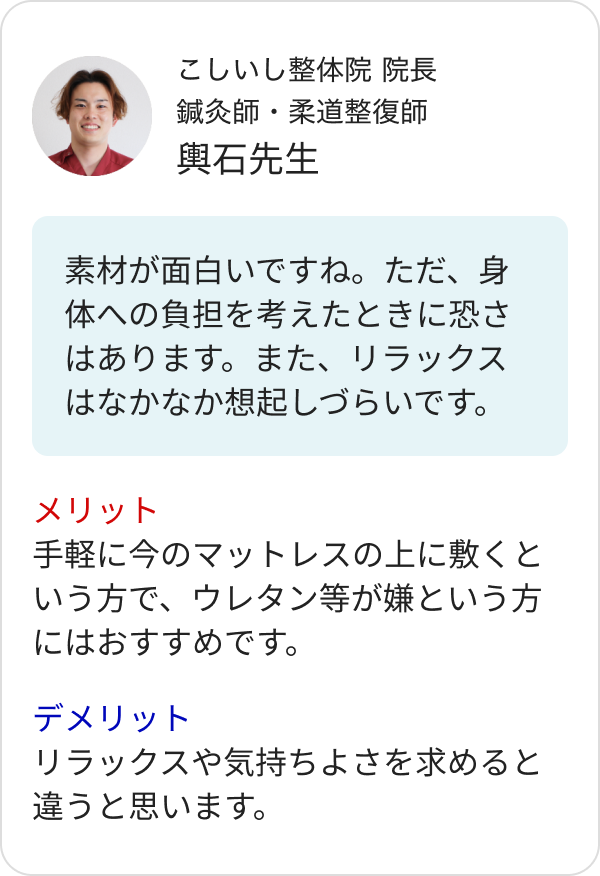 こしいし整体院 院長
鍼灸師・柔道整復師
輿石先生
素材が面白いですね。ただ、身
体への負担を考えたときに恐さ
はあります。また、リラックス
はなかなか想起しづらいです。
メリット
手軽に今のマットレスの上に敷くと
いう方で、ウレタン等が嫌という方
にはおすすめです。
デメリット
リラックスや気持ちよさを求めると
違うと思います。